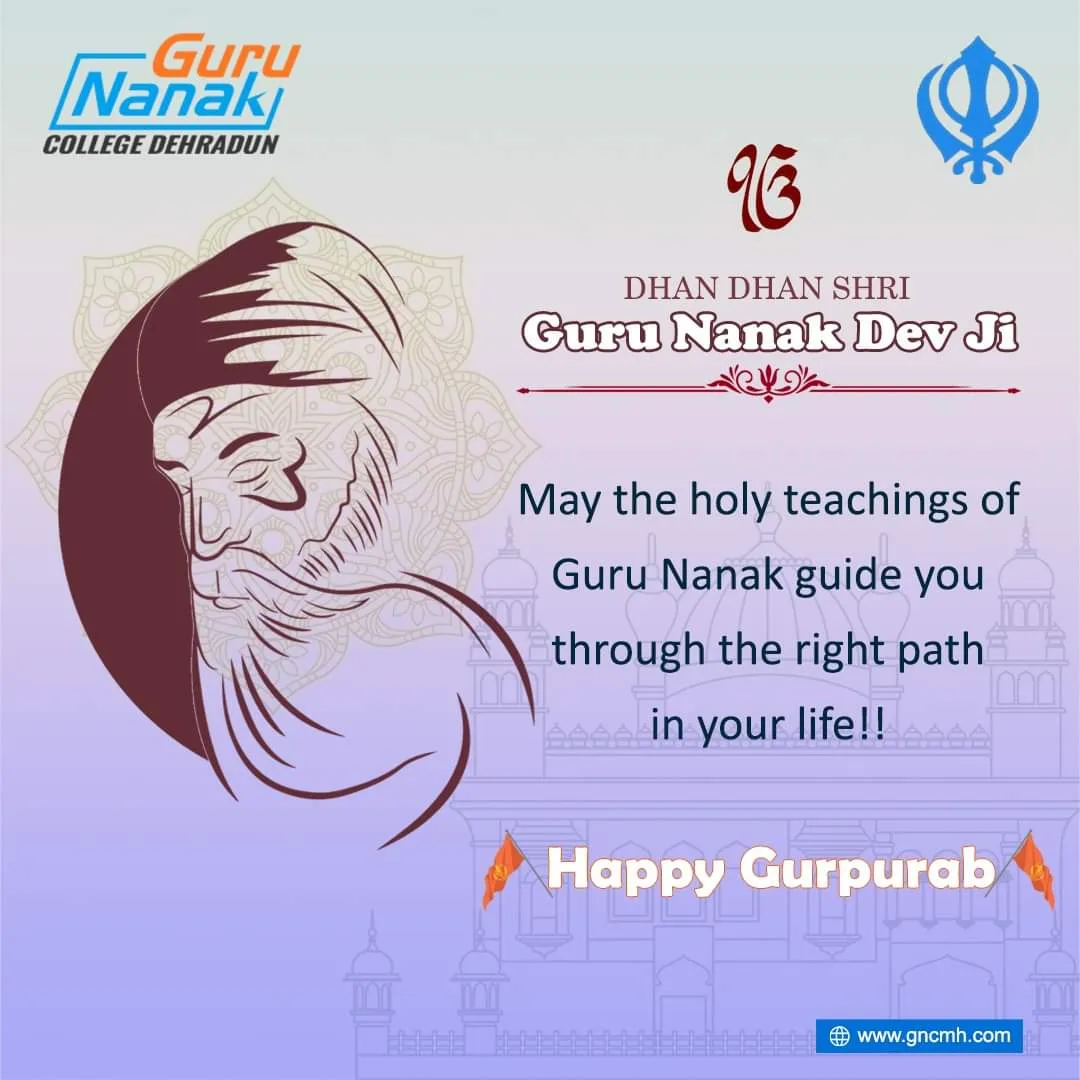 Guru
Nanak
COLLEGE DEHRADUN
ੴ
DHAN DHAN SHRI
Guru Nanak Dev Ji
May the holy teachings of
Guru Nanak guide you
through the right path
in your life!!
Happy Gurpurab
www.gncmh.com